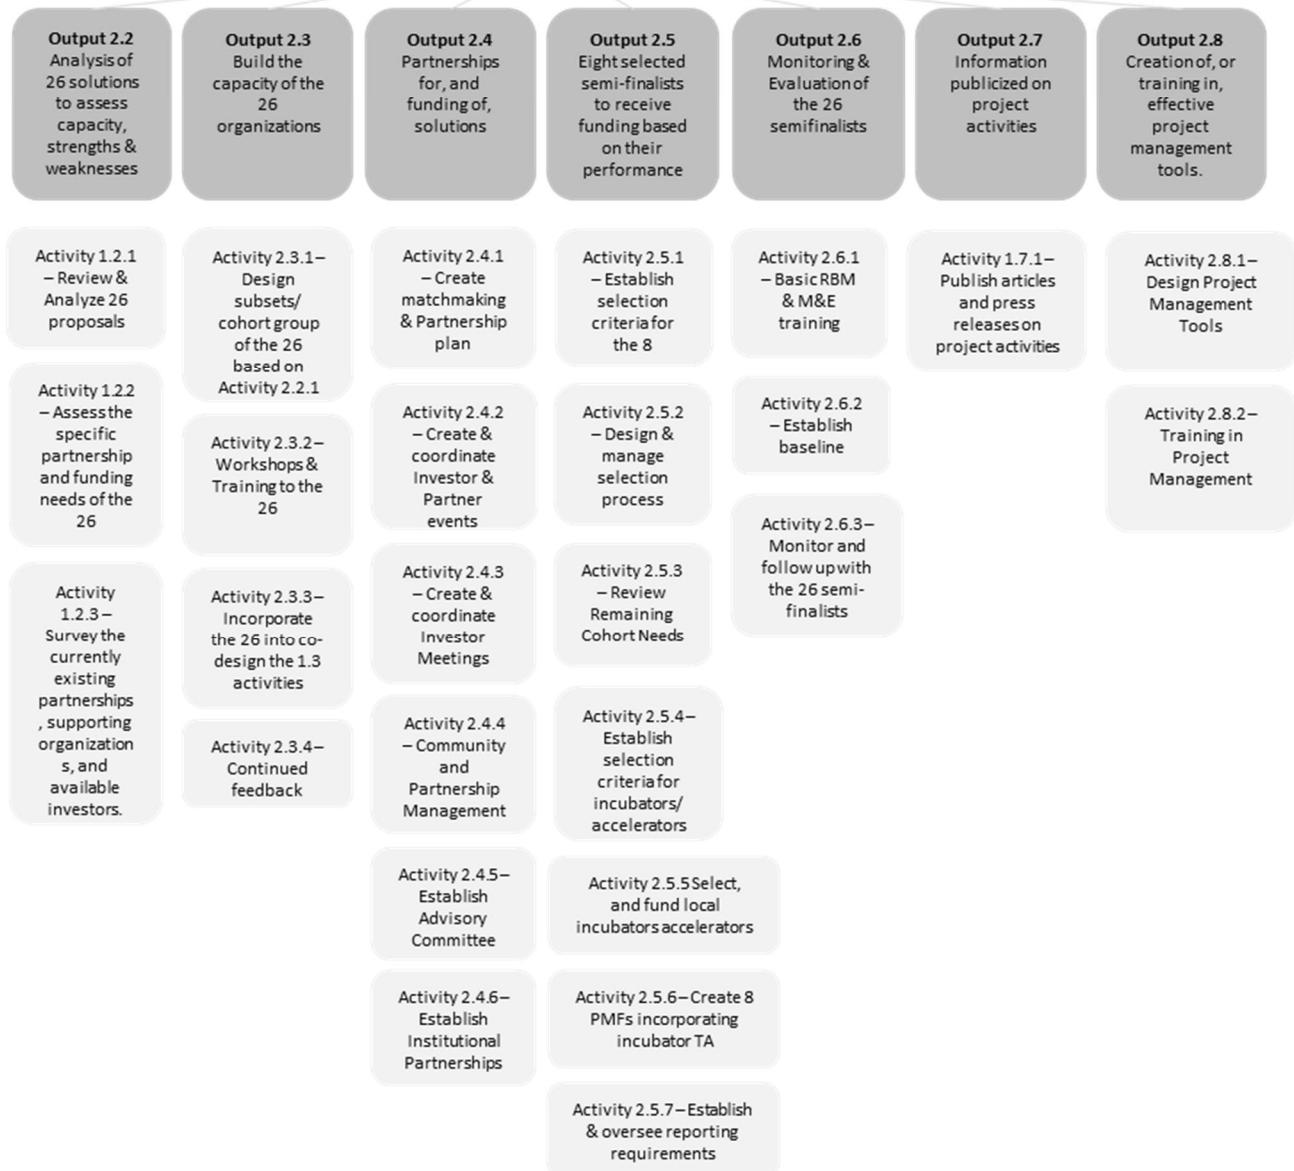 Output 2.2
Analysis of
26 solutions
to assess
capacity,
strengths &
weaknesses
Activity 1.2.1
– Review &
Analyze 26
proposals
Activity 1.2.2
– Assess the
specific
partnership
and funding
needs of the
26
Activity
1.2.3 –
Survey the
currently
existing
partnerships
, supporting
organization
s, and
available
investors.
Output 2.3
Build the
capacity of the
26
organizations
Activity 2.3.1 –
Design
subsets/
cohort group
of the 26
based on
Activity 2.2.1
Activity 2.3.2 –
Workshops &
Training to the
26
Activity 2.3.3 –
Incorporate
the 26 into co-
design the 1.3
activities
Activity 2.3.4 –
Continued
feedback
Output 2.4
Partnerships
for, and
funding of,
solutions
Activity 2.4.1
– Create
matchmaking
& Partnership
plan
Activity 2.4.2
– Create &
coordinate
Investor &
Partner
events
Activity 2.4.3
– Create &
coordinate
Investor
Meetings
Activity 2.4.4
– Community
and
Partnership
Management
Activity 2.4.5 –
Establish
Advisory
Committee
Activity 2.4.6 –
Establish
Institutional
Partnerships
Output 2.5
Eight selected
semi-finalists
to receive
funding based
on their
performance
Activity 2.5.1
– Establish
selection
criteria for
the 8
Activity 2.5.2
– Design &
manage
selection
process
Activity 2.5.3
– Review
Remaining
Cohort Needs
Activity 2.5.4 –
Establish
selection
criteria for
incubators/
accelerators
Activity 2.5.5 Select,
and fund local
incubators accelerators
Activity 2.5.6 – Create 8
PMFs incorporating
incubator TA
Activity 2.5.7 – Establish
& oversee reporting
requirements
Output 2.6
Monitoring &
Evaluation of
the 26
semifinalists
Activity 2.6.1
– Basic RBM
& M&E
training
Activity 2.6.2
– Establish
baseline
Activity 2.6.3 –
Monitor and
follow up with
the 26 semi-
finalists
Output 2.7
Information
publicized on
project
activities
Activity 1.7.1 –
Publish articles
and press
releases on
project activities
Output 2.8
Creation of, or
training in,
effective
project
management
tools.
Activity 2.8.1 –
Design Project
Management
Tools
Activity 2.8.2 –
Training in
Project
Management